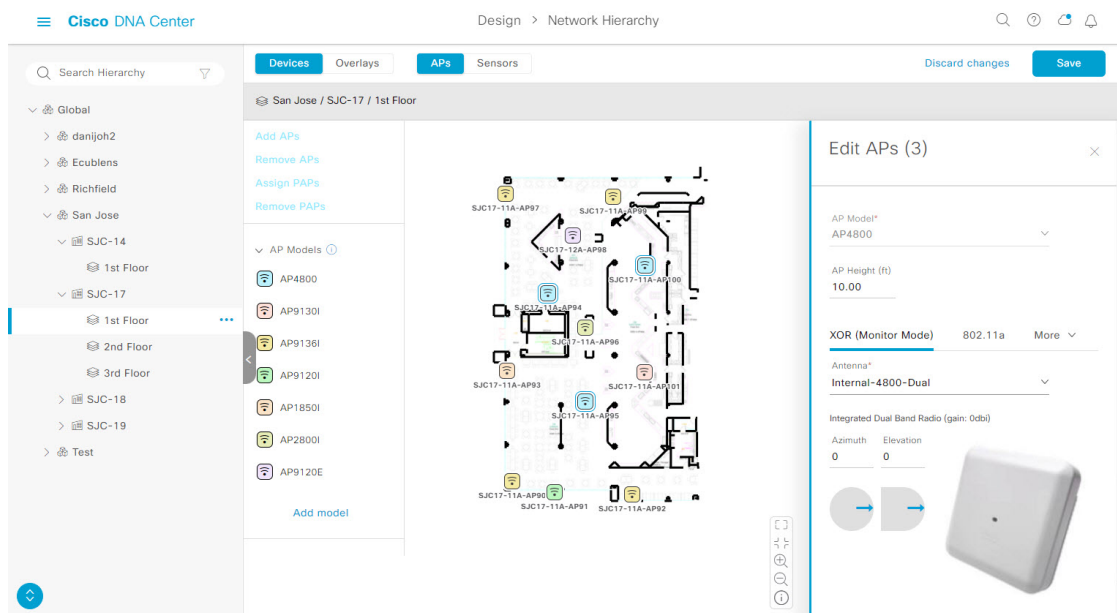 Cisco DNA Center
Design > Network Hierarchy
Search Hierarchy
Global
danijoh2
Ecublens
Richfield
San Jose
SJC-14
1st Floor
SJC-17
1st Floor
2nd Floor
3rd Floor
SJC-18
SJC-19
Test
Devices Overlays APs Sensors
Discard changes Save
San Jose / SJC-17 / 1st Floor
Add APs
Remove APs
Assign PAPs
Remove PAPs
AP Models
AP4800
AP9130I
AP9136I
AP9120I
AP1850I
AP2800I
AP9120E
Add model
SJC17-11A-AP97
SJC17-11A-AP99
SJC17-12A-AP98
SJC17-11A-AP100
SJC17-11A-AP94
SJC17-11A-AP96
SJC17-11A-AP93
SJC17-11A-AP101
SJC17-11A-AP95
SJC17-11A-AP90
SJC17-11A-AP91
SJC17-11A-AP92
Edit APs (3)
AP Model*
AP4800
AP Height (ft)
10.00
XOR (Monitor Mode) 802.11a More
Antenna*
Internal-4800-Dual
Integrated Dual Band Radio (gain: 0dbi)
Azimuth Elevation
0 0